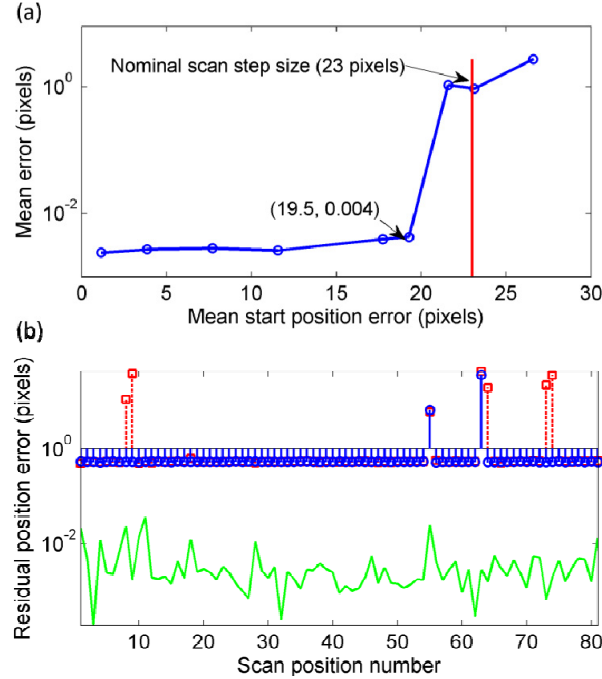 (a)
Mean error (pixels)
10^0
10^-2
Nominal scan step size (23 pixels)
(19.5, 0.004)
0 5 10 15 20 25 30
Mean start position error (pixels)
(b)
Residual position error (pixels)
10^0
10^-2
10 20 30 40 50 60 70 80
Scan position number